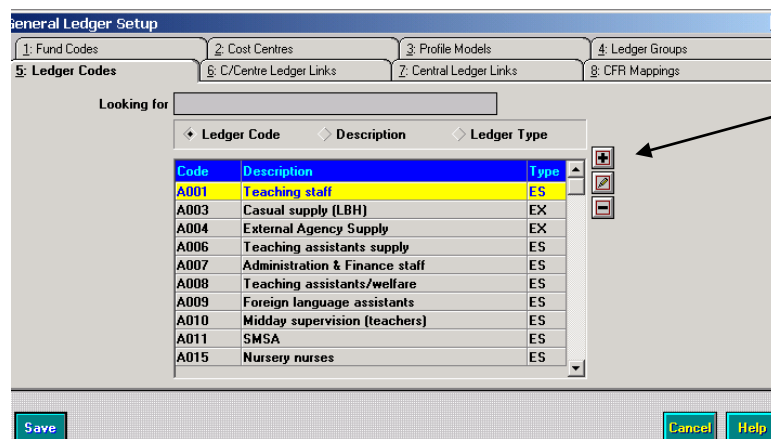 General Ledger Setup
1: Fund Codes 2: Cost Centres 3: Profile Models 4: Ledger Groups
5: Ledger Codes 6: C/Centre Ledger Links 7: Central Ledger Links 8: CFR Mappings
Looking for
Ledger Code Description Ledger Type
Code Description Type
A001 Teaching staff ES
A003 Casual supply (LBH) EX
A004 External Agency Supply EX
A006 Teaching assistants supply ES
A007 Administration & Finance staff ES
A008 Teaching assistants/welfare ES
A009 Foreign language assistants ES
A010 Midday supervision (teachers) ES
A011 SMSA ES
A015 Nursery nurses ES
Save Cancel Help